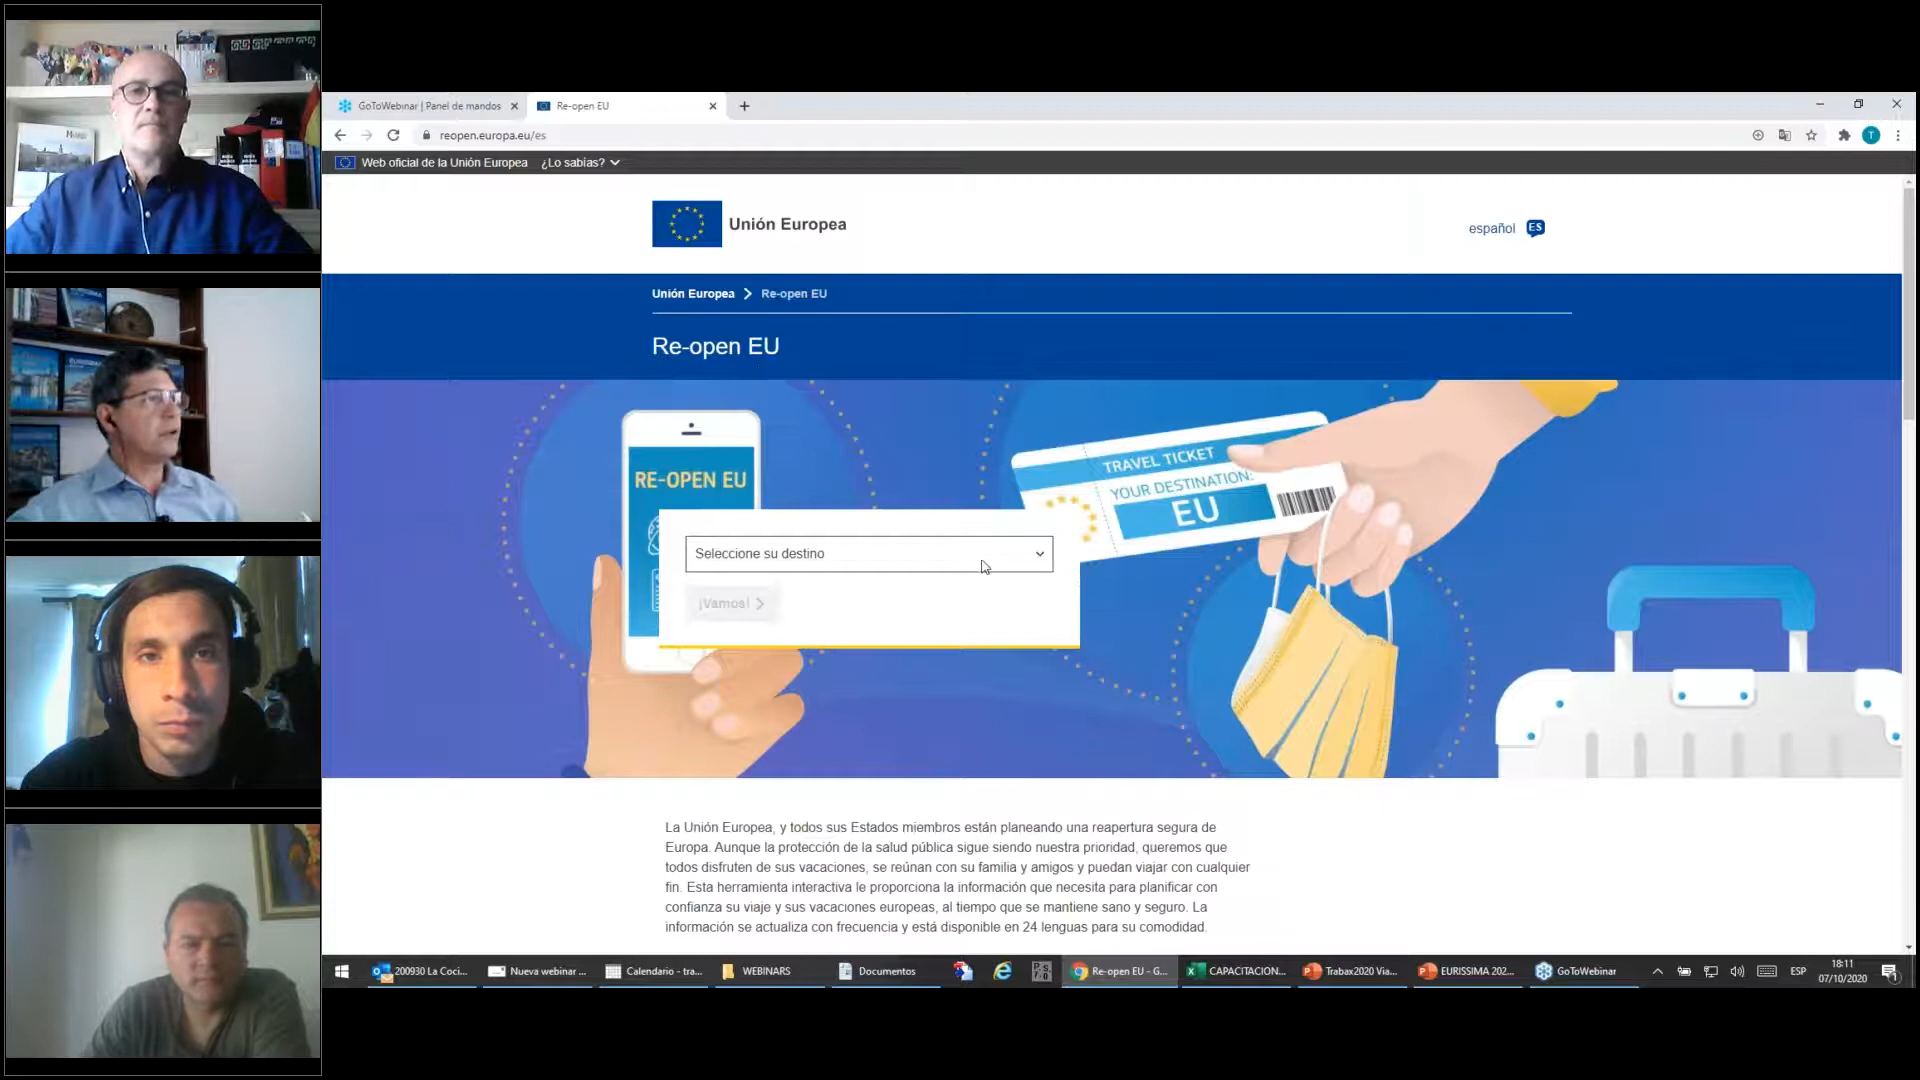 GoToWebinar | Panel de mandos
Re-open EU
reopen.europa.eu/es
T
Web oficial de la Unión Europea ¿Lo sabías?
Unión Europea
español ES
Unión Europea > Re-open EU
Re-open EU
RE-OPEN EU
TRAVEL TICKET
YOUR DESTINATION:
EU
Seleccione su destino
¡Vamos! >
La Unión Europea, y todos sus Estados miembros están planeando una reapertura segura de
Europa. Aunque la protección de la salud pública sigue siendo nuestra prioridad, queremos que
todos disfruten de sus vacaciones, se reúnan con su familia y amigos y puedan viajar con cualquier
fin. Esta herramienta interactiva le proporciona la información que necesita para planificar con
confianza su viaje y sus vacaciones europeas, al tiempo que se mantiene sano y seguro. La
información se actualiza con frecuencia y está disponible en 24 lenguas para su comodidad.
200930 La Coci...
Nueva webinar ...
Calendario - tra...
WEBINARS
Documentos
Re-open EU - G...
CAPACITACION...
Trabax2020 Via...
EURISSIMA 202...
GoToWebinar
ESP
18:11
07/10/2020